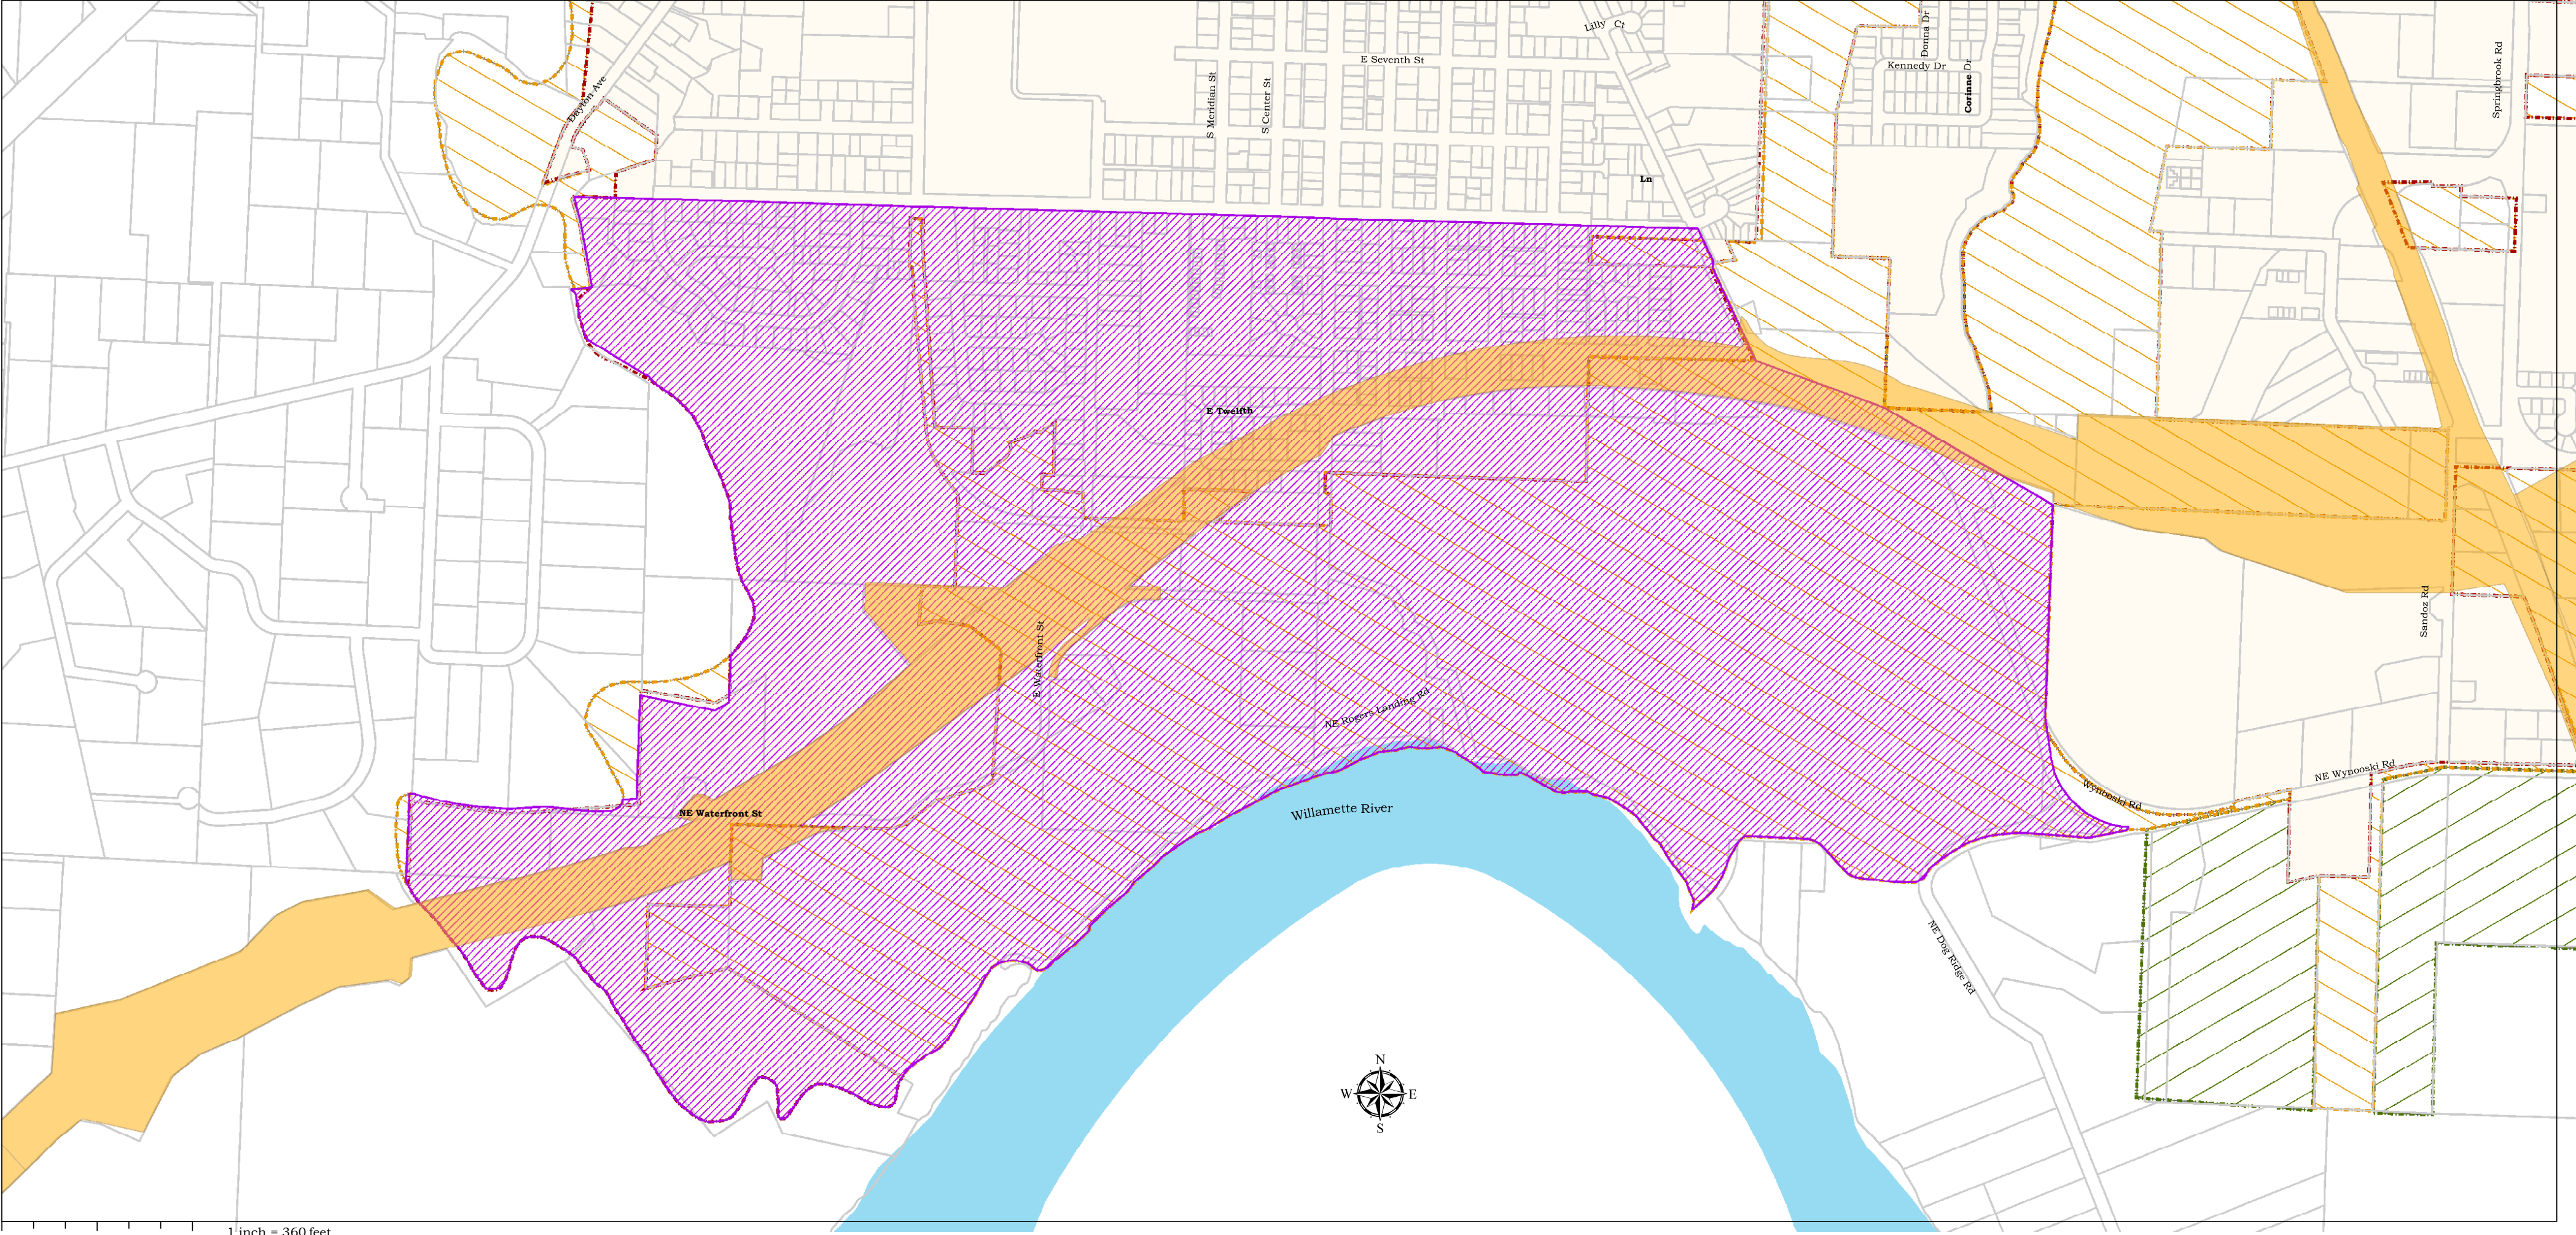 Lilly Ct
Donna Dr
E Seventh St
Kennedy Dr
Corinne Dr
Springbrook Rd
Dayton Ave
S Meridian St
S Center St
Ln
E Twelfth
Sandoz Rd
E Waterfront St
NE Rogers Landing Rd
NE Wynooski Rd
Wynooski Rd
NE Waterfront St
Willamette River
NE Dog Ridge Rd
N
W E
S
1 inch = 360 feet